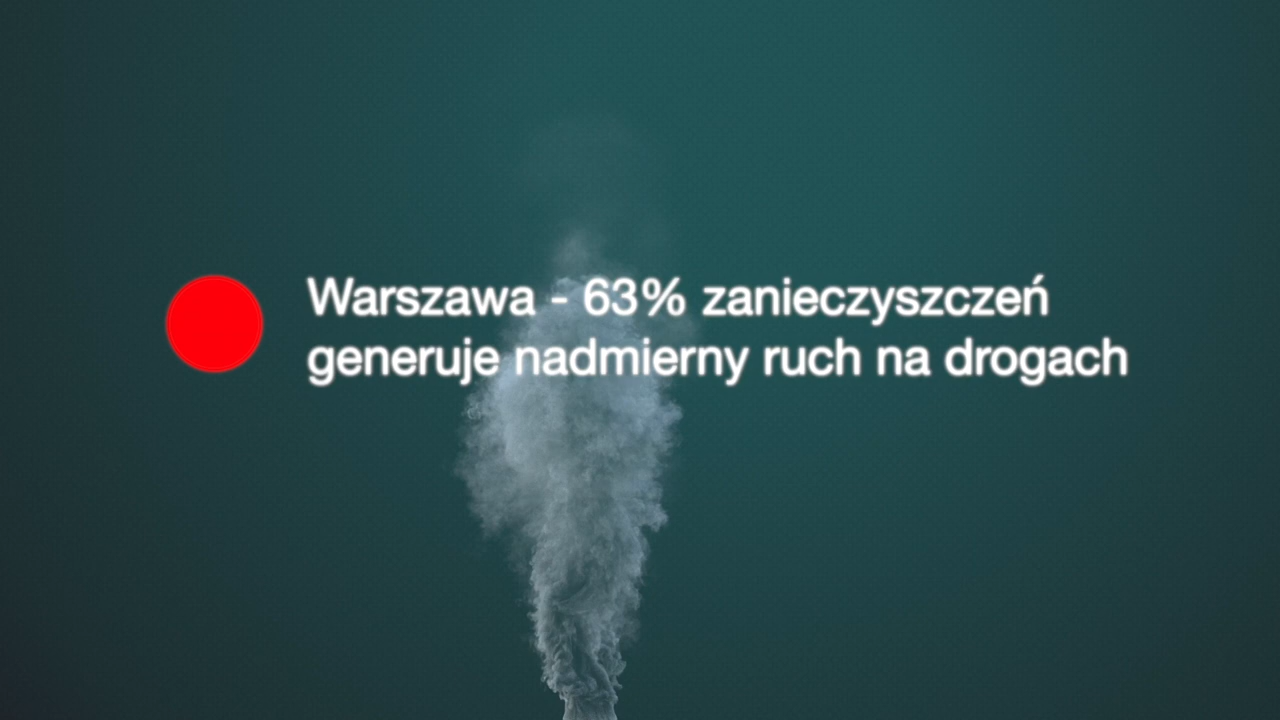 Warszawa - 63% zanieczyszczeń
generuje nadmierny ruch na drogach